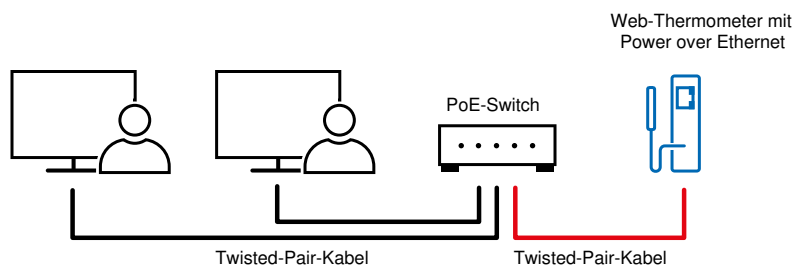 Web-Thermometer mit
Power over Ethernet
PoE-Switch
Twisted-Pair-Kabel
Twisted-Pair-Kabel